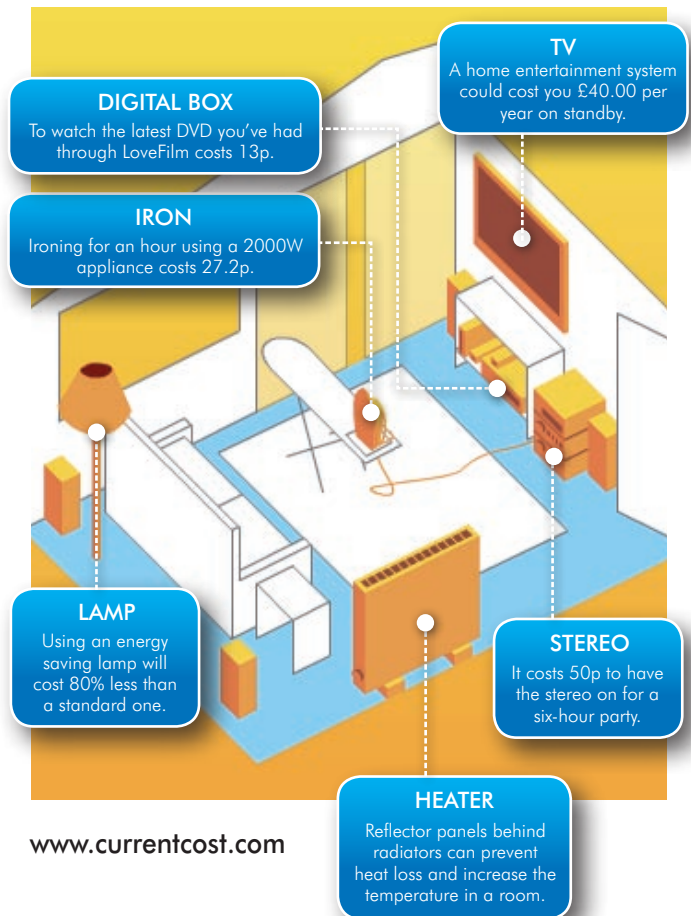 TV
A home entertainment system
could cost you £40.00 per
year on standby.
DIGITAL BOX
To watch the latest DVD you’ve had
through LoveFilm costs 13p.
IRON
Ironing for an hour using a 2000W
appliance costs 27.2p.
LAMP
Using an energy
saving lamp will
cost 80% less than
a standard one.
STEREO
It costs 50p to have
the stereo on for a
six-hour party.
HEATER
Reflector panels behind
radiators can prevent
heat loss and increase the
temperature in a room.
www.currentcost.com